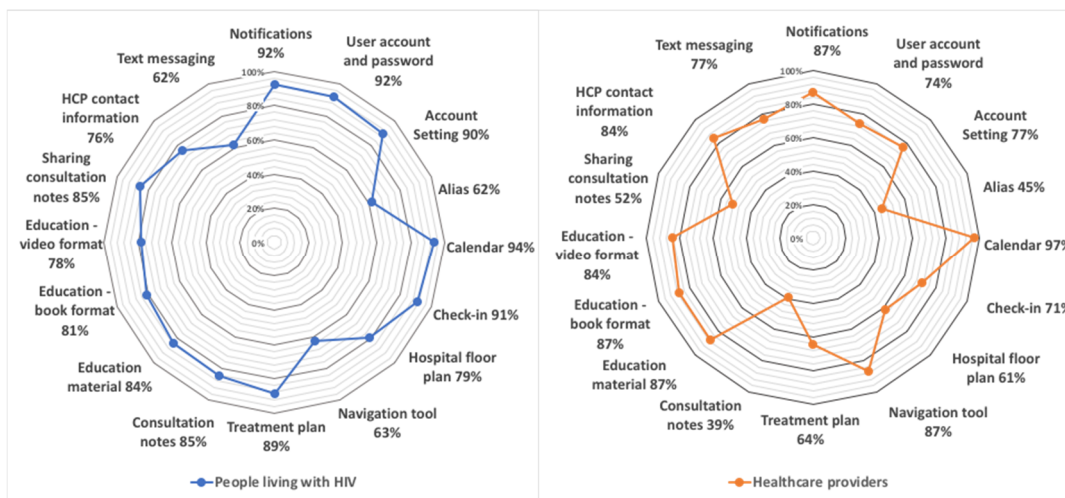 Notifications
92%
User account
and password
92%
Account
Setting 90%
Alias 62%
Calendar 94%
Check-in 91%
Hospital floor
plan 79%
Navigation tool
63%
Treatment plan
89%
Consultation
notes 85%
Education
material 84%
Education -
book format
81%
Education -
video format
78%
Sharing
consultation
notes 85%
HCP contact
information
76%
Text messaging
62%
100%
80%
60%
40%
20%
0%
People living with HIV
Notifications
87%
User account
and password
74%
Account
Setting 77%
Alias 45%
Calendar 97%
Check-in 71%
Hospital floor
plan 61%
Navigation tool
87%
Treatment plan
64%
Consultation
notes 39%
Education
material 87%
Education -
book format
87%
Education -
video format
84%
Sharing
consultation
notes 52%
HCP contact
information
84%
Text messaging
77%
100%
80%
60%
40%
20%
0%
Healthcare providers